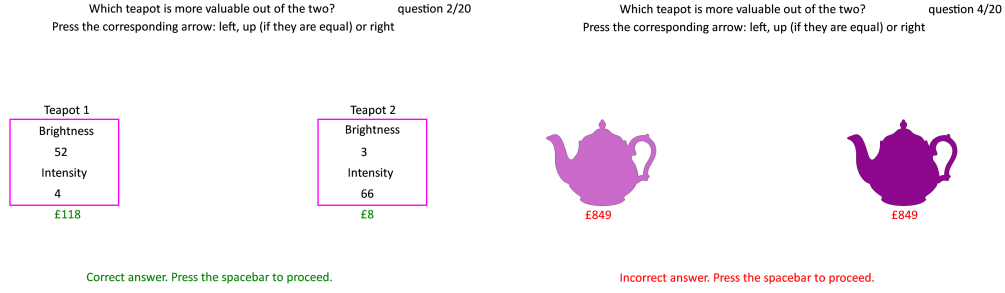 Which teapot is more valuable out of the two? question 2/20
Press the corresponding arrow: left, up (if they are equal) or right
Teapot 1 Teapot 2
Brightness Brightness
52 3
Intensity Intensity
4 66
£118 £8
Correct answer. Press the spacebar to proceed.
Which teapot is more valuable out of the two? question 4/20
Press the corresponding arrow: left, up (if they are equal) or right
£849 £849
Incorrect answer. Press the spacebar to proceed.